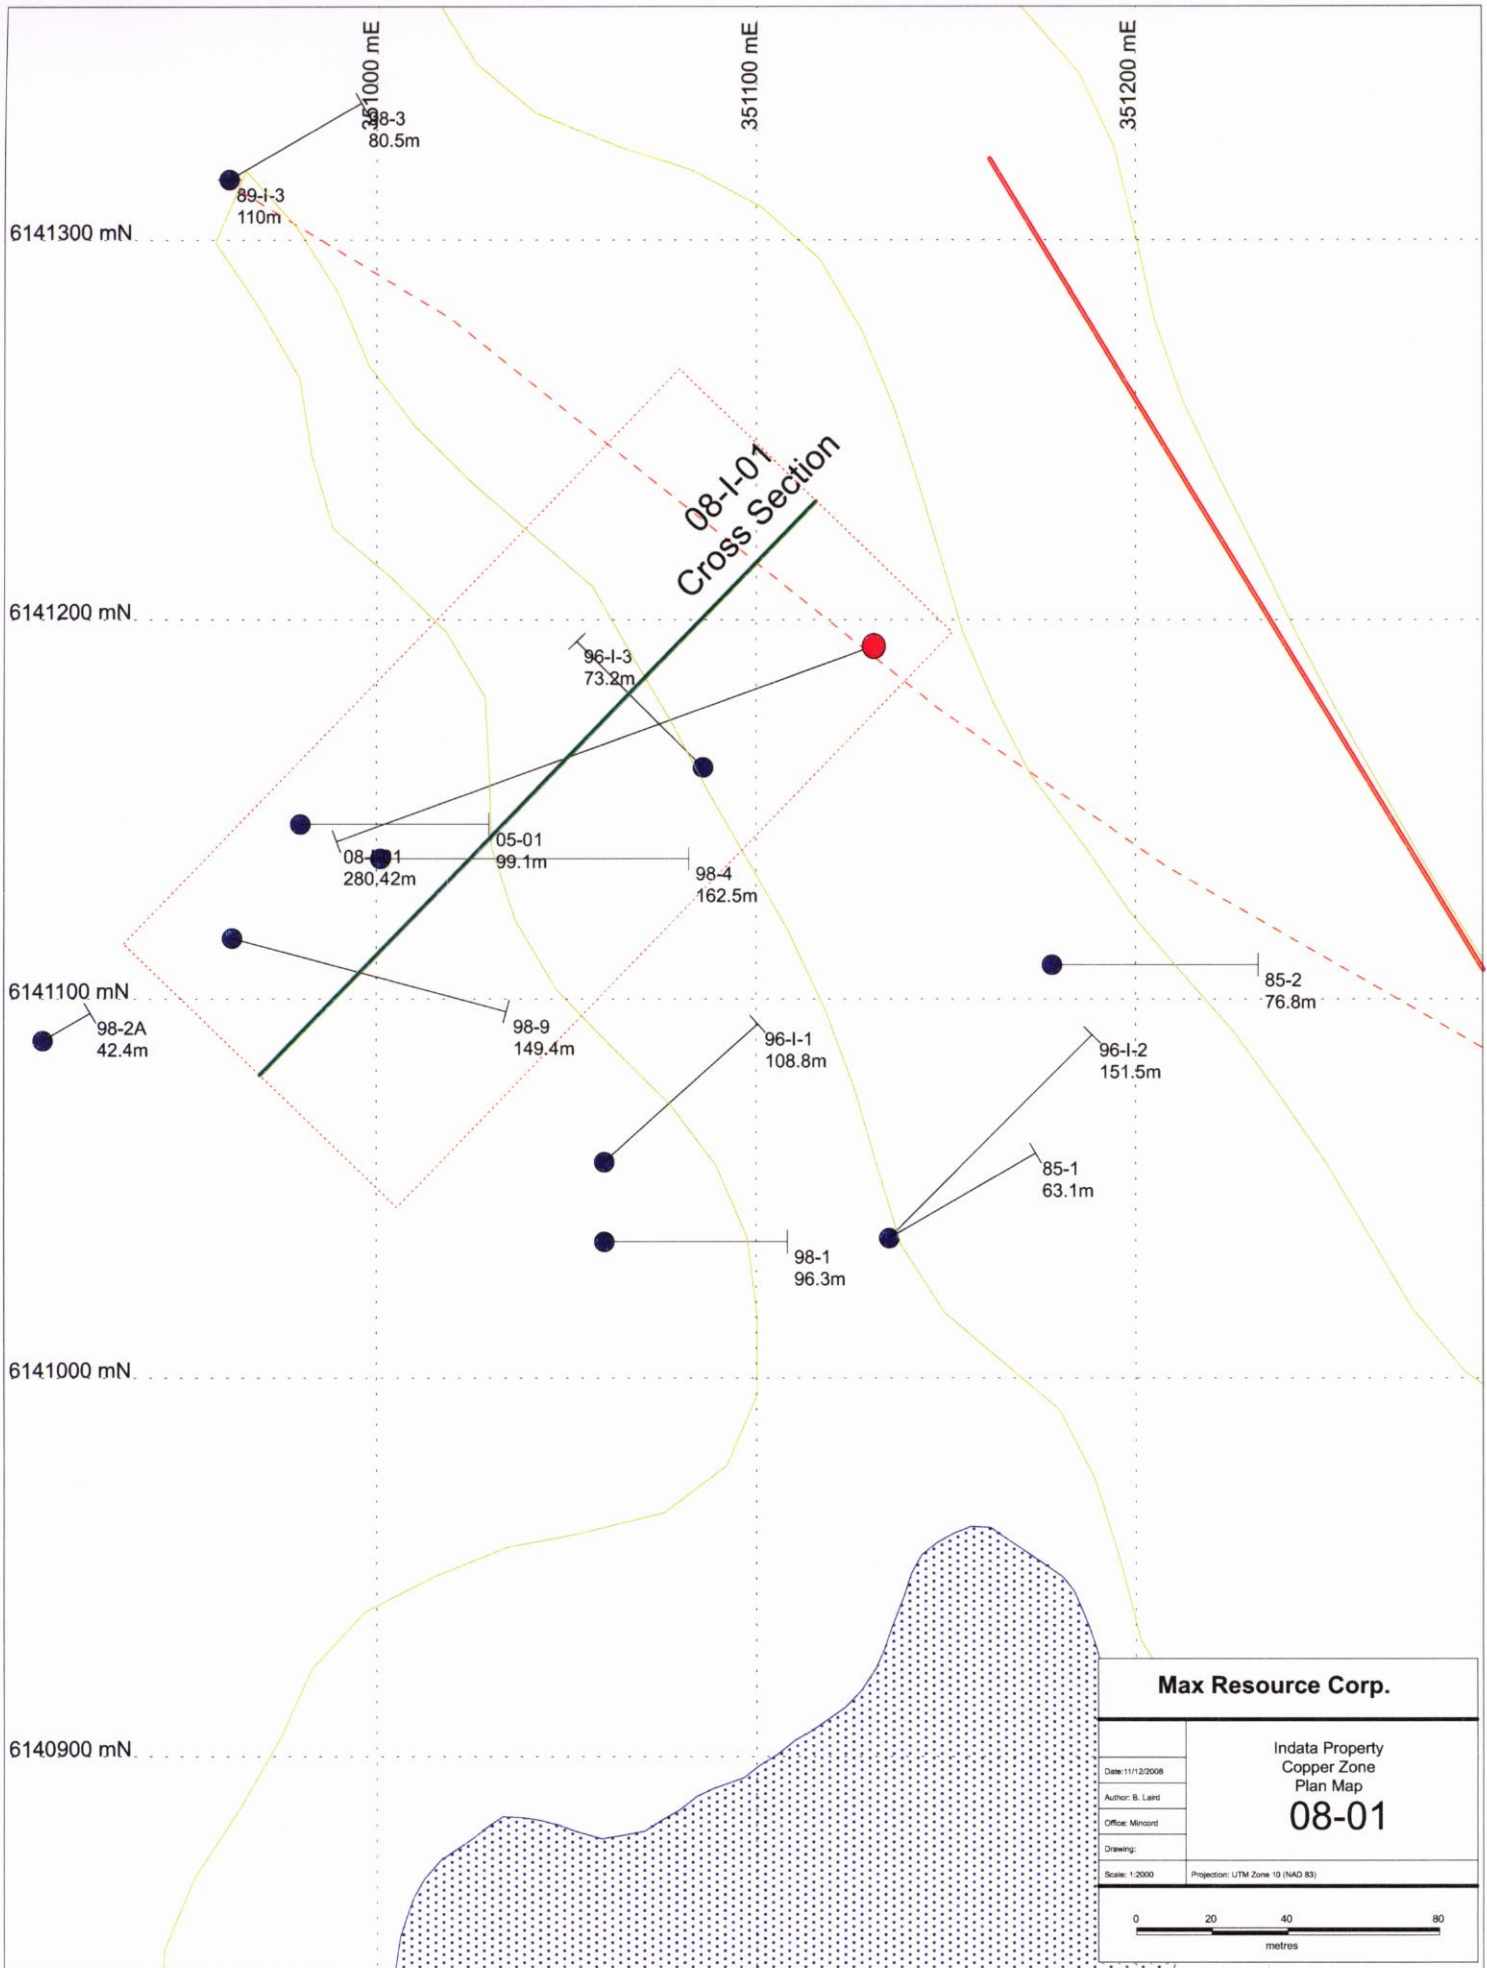 351000 mE
351100 mE
351200 mE
98-3
80.5m
89-I-3
110m
6141300 mN
08-I-01
Cross Section
6141200 mN
96-I-3
73.2m
05-01
99.1m
08-I-01
280.42m
98-4
162.5m
85-2
76.8m
6141100 mN
98-2A
42.4m
98-9
149.4m
96-I-1
108.8m
96-I-2
151.5m
85-1
63.1m
98-1
96.3m
6141000 mN
6140900 mN
Max Resource Corp.
Indata Property
Copper Zone
Plan Map
08-01
Date:11/12/2008
Author: B. Laird
Office: Mincord
Drawing:
Scale: 1:2000
Projection: UTM Zone 10 (NAD 83)
0 20 40 80
metres